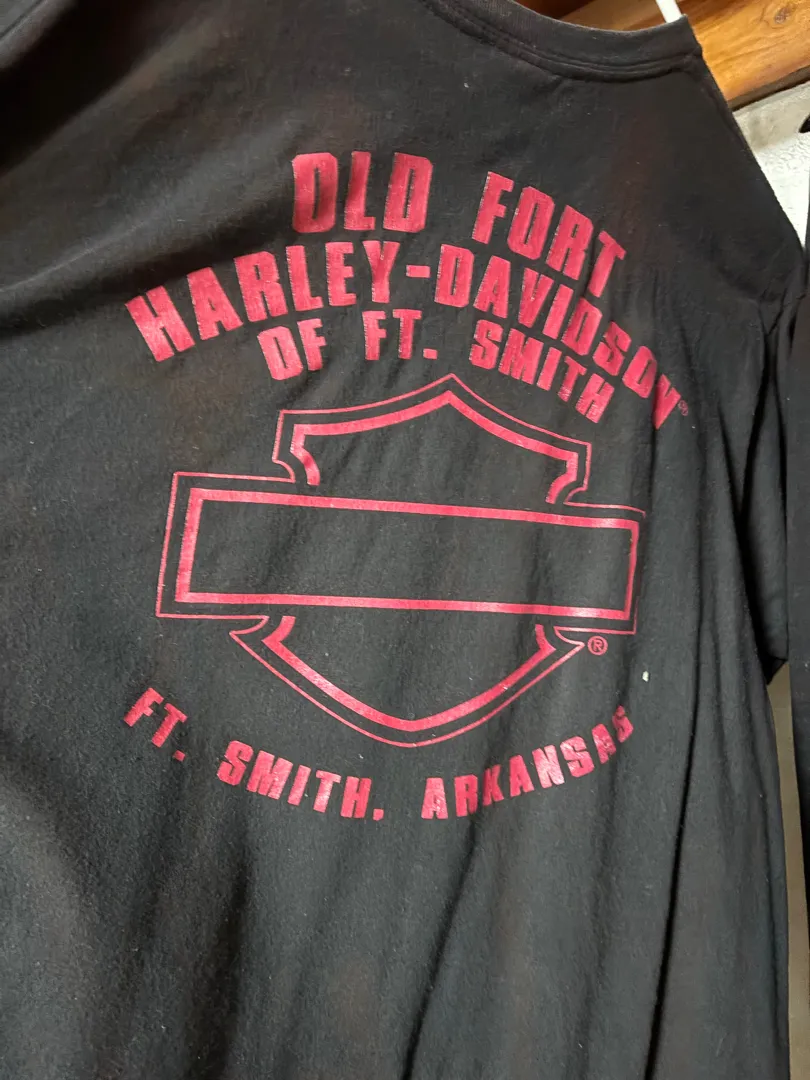 OLD FORT
HARLEY-DAVIDSON®
OF FT. SMITH
®
FT. SMITH, ARKANSAS